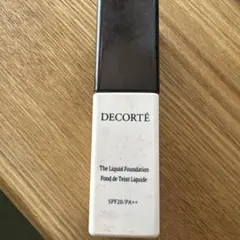 DECORTÉ
The Liquid Foundation
Fond de Teint Liquide
SPF20/PA++